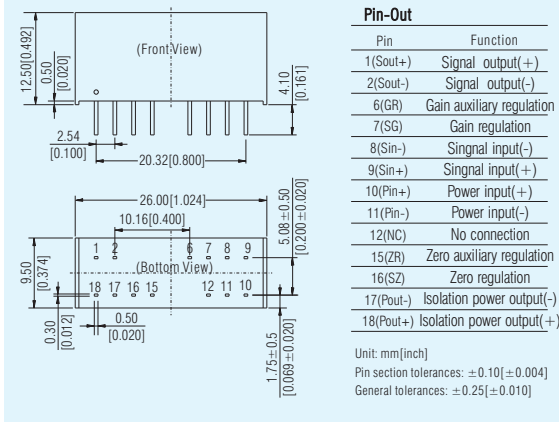 (Front View)
12.50[0.492]
0.50
[0.020]
4.10
[0.161]
2.54
[0.100]
20.32[0.800]
26.00[1.024]
10.16[0.400]
5.08±0.50
[0.200±0.020]
1 2 6 7 8 9
(Bottom View)
18 17 16 15 12 11 10
9.50
[0.374]
0.30
[0.012]
0.50
[0.020]
1.75±0.5
[0.069±0.020]
Pin-Out
Pin Function
1(Sout+) Signal output(+)
2(Sout-) Signal output(-)
6(GR) Gain auxiliary regulation
7(SG) Gain regulation
8(Sin-) Singnal input(-)
9(Sin+) Singnal input(+)
10(Pin+) Power input(+)
11(Pin-) Power input(-)
12(NC) No connection
15(ZR) Zero auxiliary regulation
16(SZ) Zero regulation
17(Pout-) Isolation power output(-)
18(Pout+) Isolation power output(+)
Unit: mm[inch]
Pin section tolerances: ±0.10[±0.004]
General tolerances: ±0.25[±0.010]